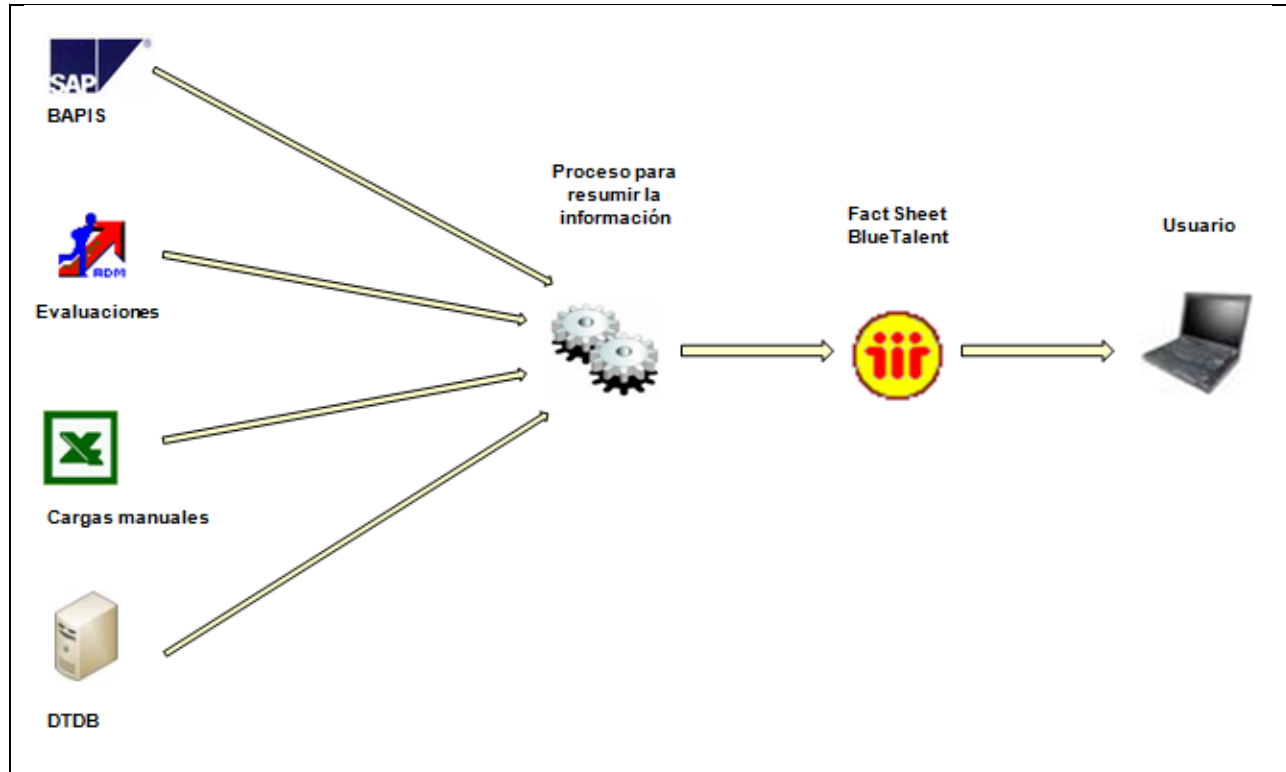 SAP
®
BAPIS
ADM
Evaluaciones
Cargas manuales
DTDB
Proceso para
resumir la
información
Fact Sheet
BlueTalent
Usuario